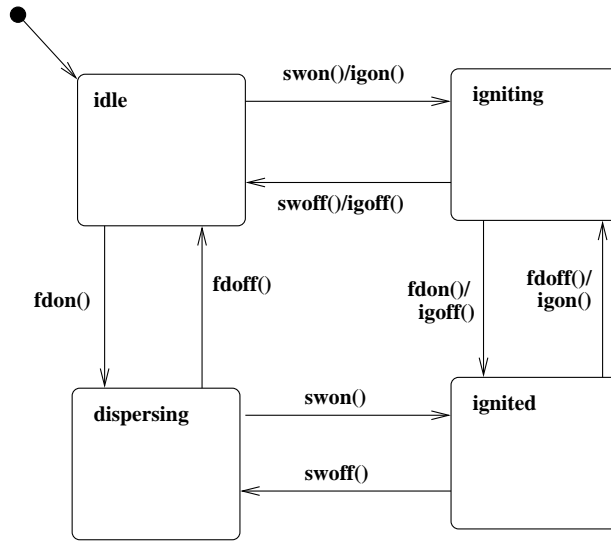 swon()/igon()
idle
igniting
swoff()/igoff()
fdon()
fdoff()
fdon()/
igoff()
fdoff()/
igon()
dispersing
swon()
ignited
swoff()